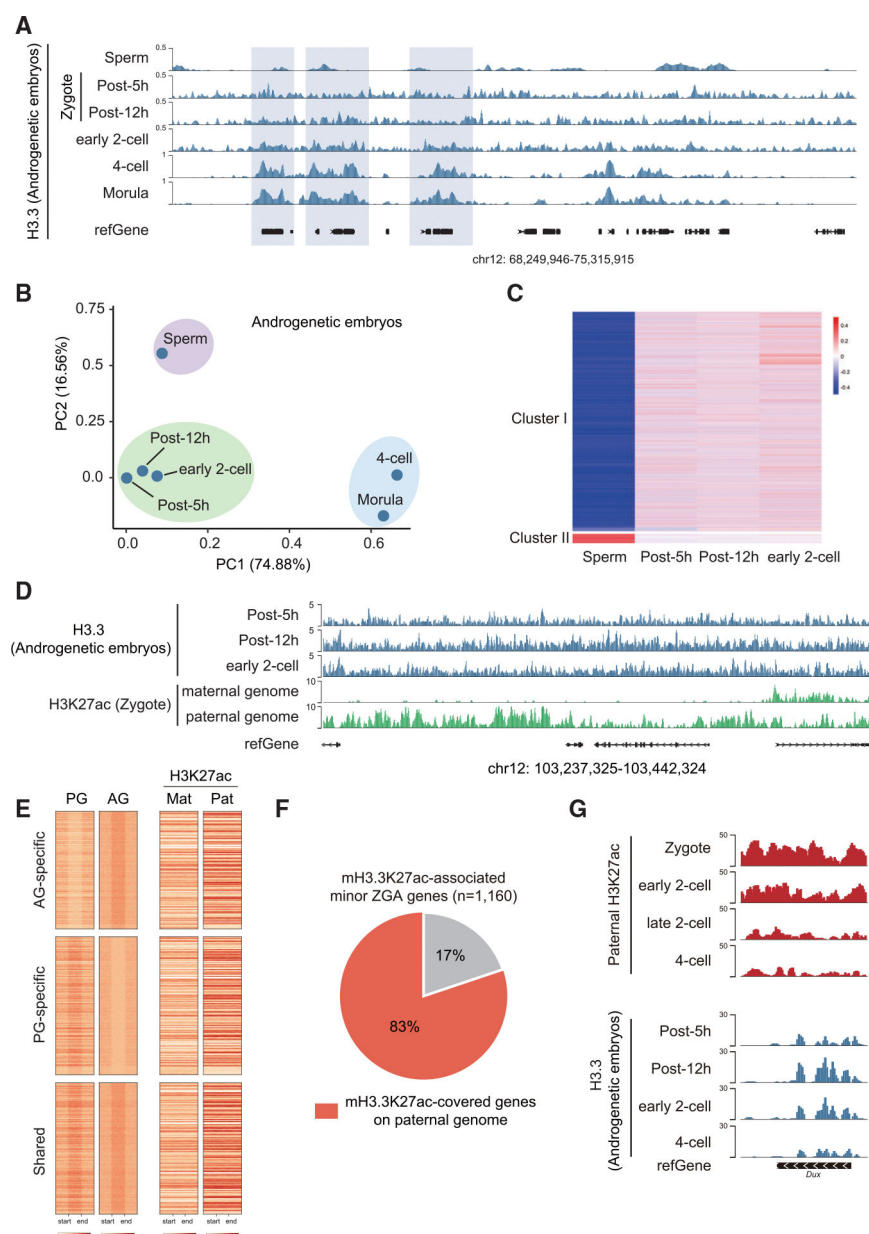 A
H3.3 (Androgenetic embryos)
Zygote
0.5
Sperm
0.5
Post-5h
0.5
Post-12h
early 2-cell
1
4-cell
1
Morula
refGene
chr12: 68,249,946-75,315,915
B
Androgenetic embryos
PC2 (16.56%)
0.75
0.5
0.25
0.0
Sperm
Post-12h
early 2-cell
Post-5h
4-cell
Morula
0.0
0.2
0.4
0.6
PC1 (74.88%)
C
Cluster I
Cluster II
Sperm
Post-5h
Post-12h
early 2-cell
0.4
0.2
0
-0.2
-0.4
D
H3.3
(Androgenetic embryos)
5
Post-5h
5
Post-12h
5
early 2-cell
H3K27ac (Zygote)
10
maternal genome
10
paternal genome
refGene
chr12: 103,237,325-103,442,324
E
PG
AG
H3K27ac
Mat
Pat
AG-specific
PG-specific
Shared
start end
start end
start end
start end
F
mH3.3K27ac-associated
minor ZGA genes (n=1,160)
17%
83%
mH3.3K27ac-covered genes
on paternal genome
G
Paternal H3K27ac
50
Zygote
50
early 2-cell
50
late 2-cell
50
4-cell
H3.3
(Androgenetic embryos)
30
Post-5h
30
Post-12h
30
early 2-cell
30
4-cell
refGene
Dux